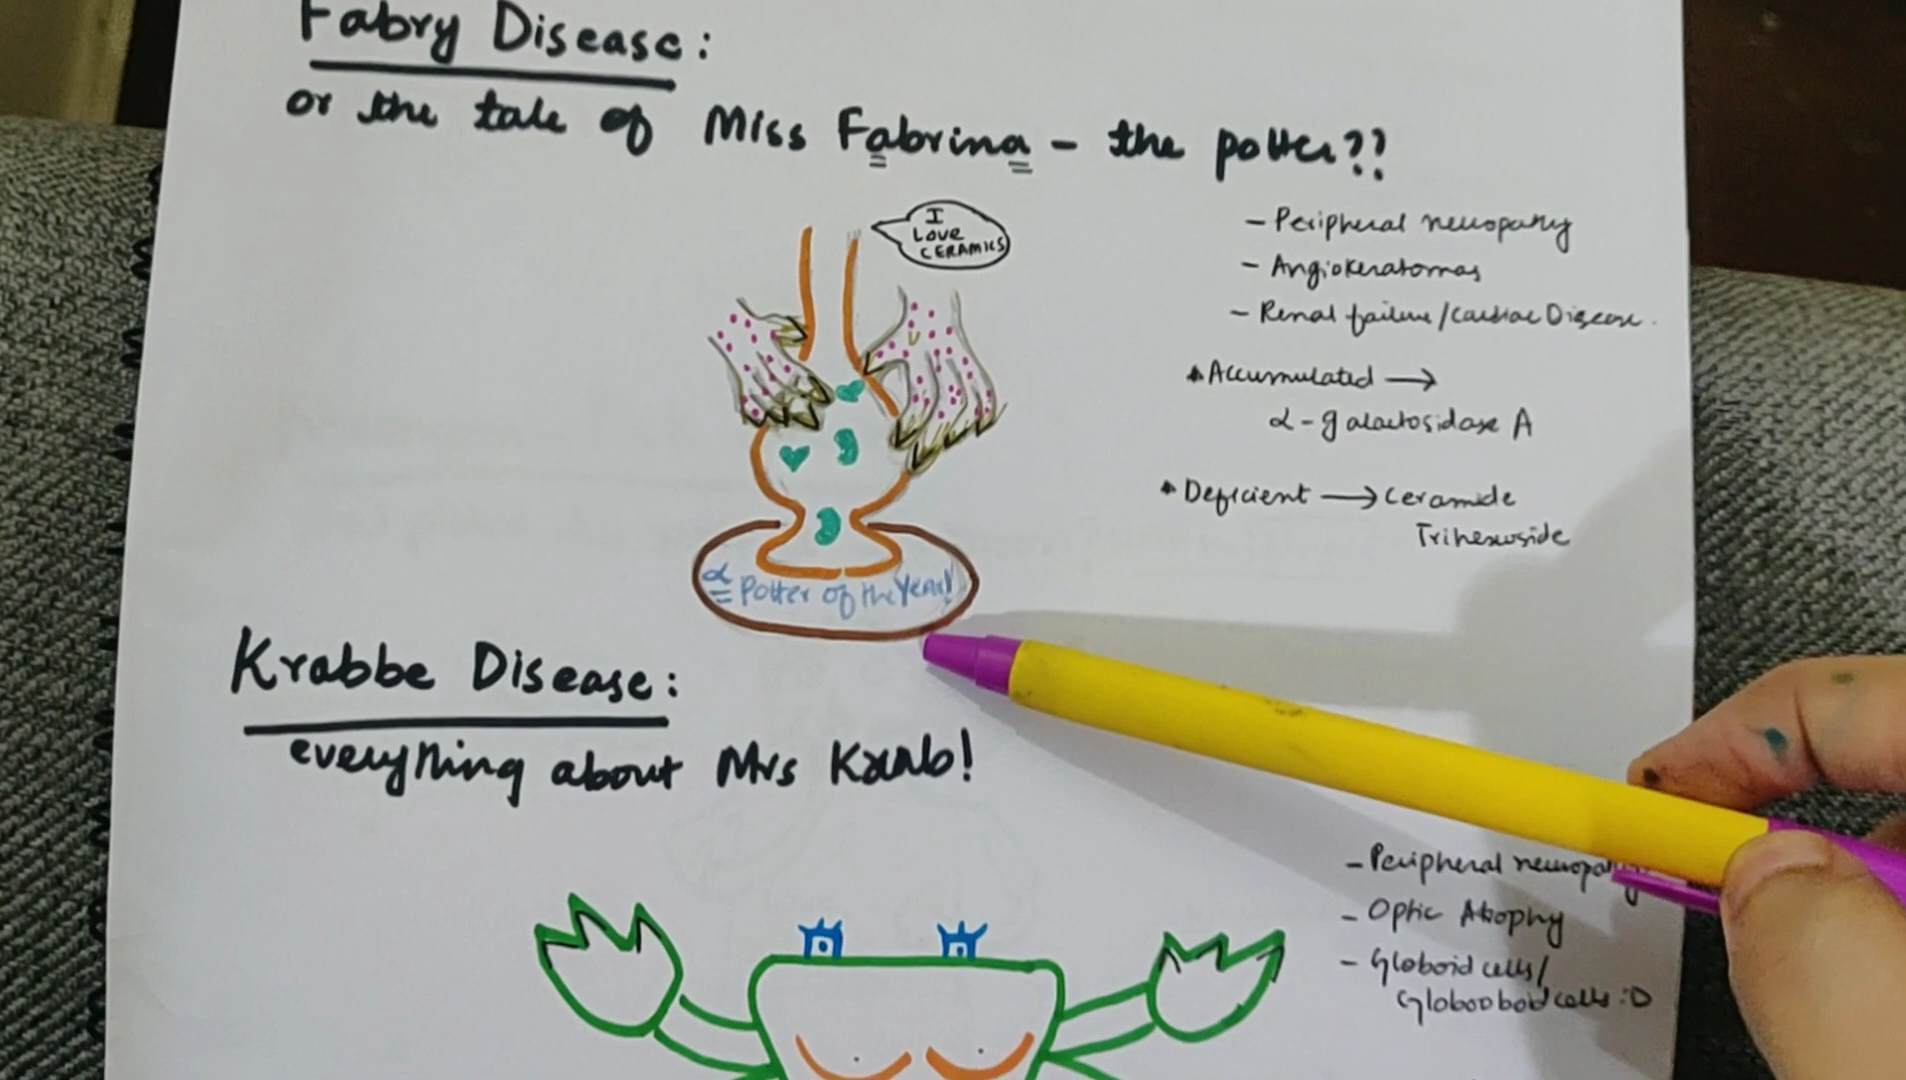 Fabry Disease:
or the tale of Miss Fabrina - the potter??
I
Love
CERAMICS
- Peripheral neuropathy
- Angiokeratomas
- Renal failure/Cardiac Disease.
Accumulated →
α-galactosidase A
Deficient → Ceramide
Trihexoside
α Potter of the Year!
Krabbe Disease:
everything about Mrs Krab!
- Peripheral neuropathy
- Optic Atrophy
- Globoid cells/
Globooboid cells :D